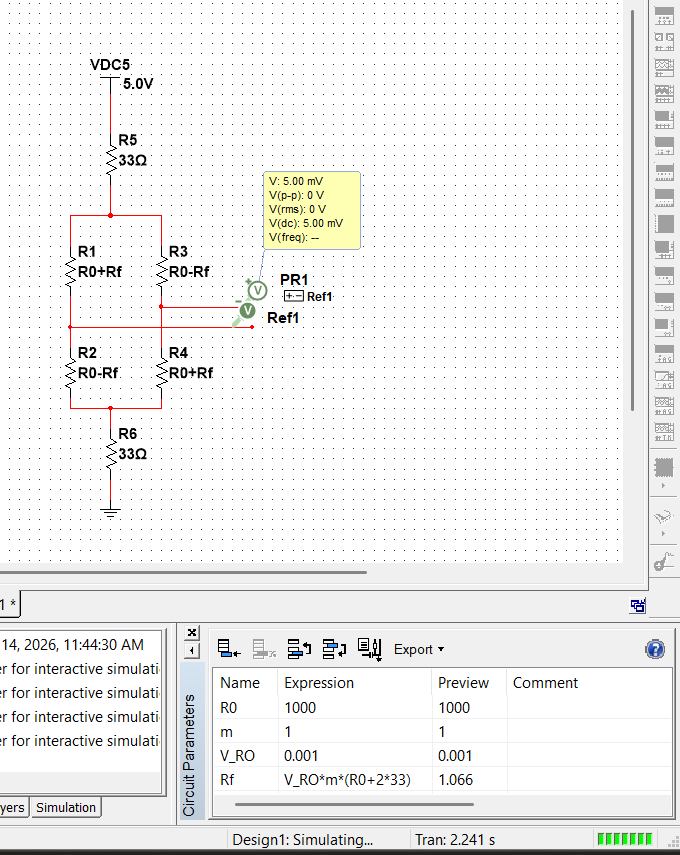 VDC5
5.0V
R5
33Ω
V: 5.00 mV
V(p-p): 0 V
V(rms): 0 V
V(dc): 5.00 mV
V(freq): --
R1
R0+Rf
R3
R0-Rf
PR1
Ref1
V
V
Ref1
R2
R0-Rf
R4
R0+Rf
R6
33Ω
1 *
14, 2026, 11:44:30 AM
er for interactive simulati
er for interactive simulati
er for interactive simulati
er for interactive simulati
yers
Simulation
Circuit Parameters
Export
Name Expression Preview Comment
R0 1000 1000
m 1 1
V_RO 0.001 0.001
Rf V_RO*m*(R0+2*33) 1.066
Design1: Simulating... Tran: 2.241 s